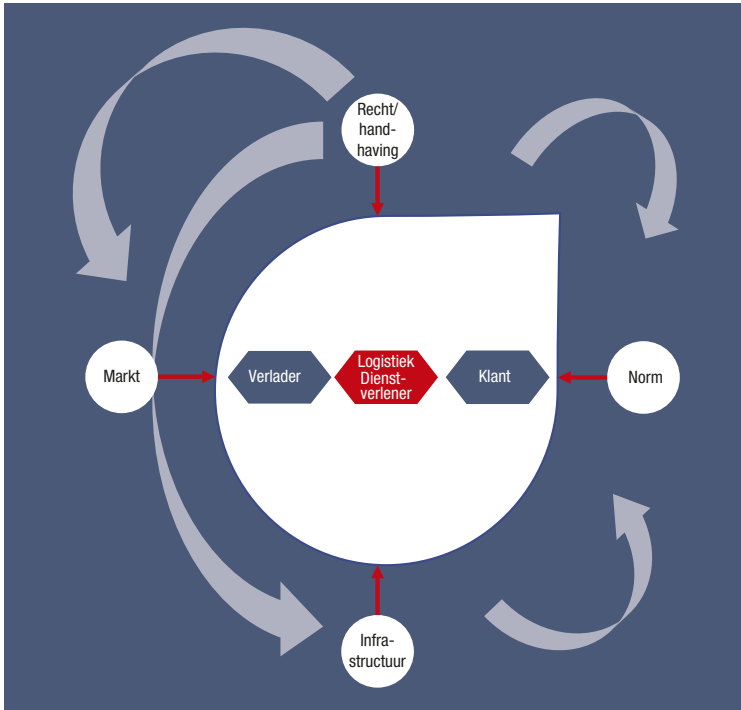 Recht/
hand-
having
Markt
Verlader
Logistiek
Dienst-
verlener
Klant
Norm
Infra-
structuur